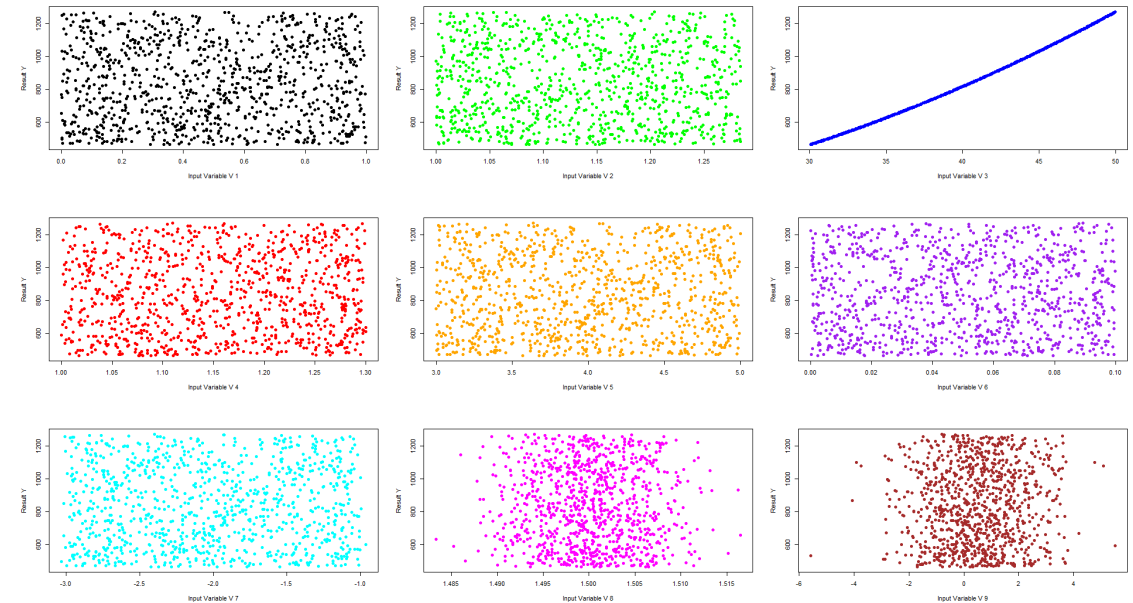 Result Y
600 800 1000 1200
0.0 0.2 0.4 0.6 0.8 1.0
Input Variable V 1
Result Y
600 800 1000 1200
1.00 1.05 1.10 1.15 1.20 1.25
Input Variable V 2
Result Y
600 800 1000 1200
30 35 40 45 50
Input Variable V 3
Result Y
600 800 1000 1200
1.00 1.05 1.10 1.15 1.20 1.25 1.30
Input Variable V 4
Result Y
600 800 1000 1200
3.0 3.5 4.0 4.5 5.0
Input Variable V 5
Result Y
600 800 1000 1200
0.00 0.02 0.04 0.06 0.08 0.10
Input Variable V 6
Result Y
600 800 1000 1200
-3.0 -2.5 -2.0 -1.5 -1.0
Input Variable V 7
Result Y
600 800 1000 1200
1.485 1.490 1.495 1.500 1.505 1.510 1.515
Input Variable V 8
Result Y
600 800 1000 1200
-6 -4 -2 0 2 4
Input Variable V 9